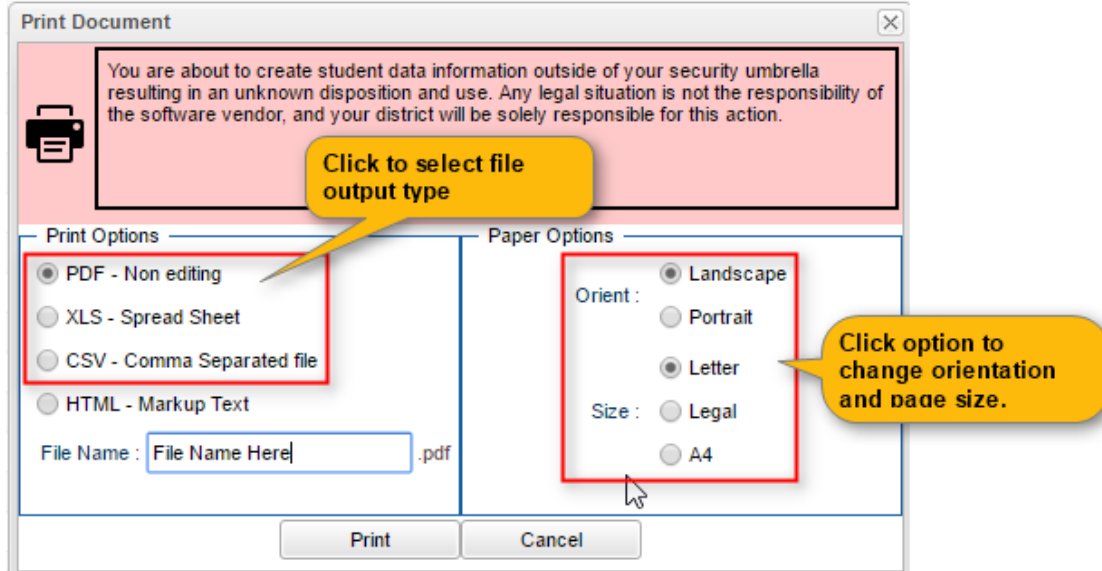 Print Document
You are about to create student data information outside of your security umbrella
resulting in an unknown disposition and use. Any legal situation is not the responsibility of
the software vendor, and your district will be solely responsible for this action.
Click to select file
output type
Print Options
Paper Options
PDF - Non editing
XLS - Spread Sheet
CSV - Comma Separated file
HTML - Markup Text
File Name : File Name Here .pdf
Orient :
Landscape
Portrait
Size :
Letter
Legal
A4
Click option to
change orientation
and page size.
Print
Cancel